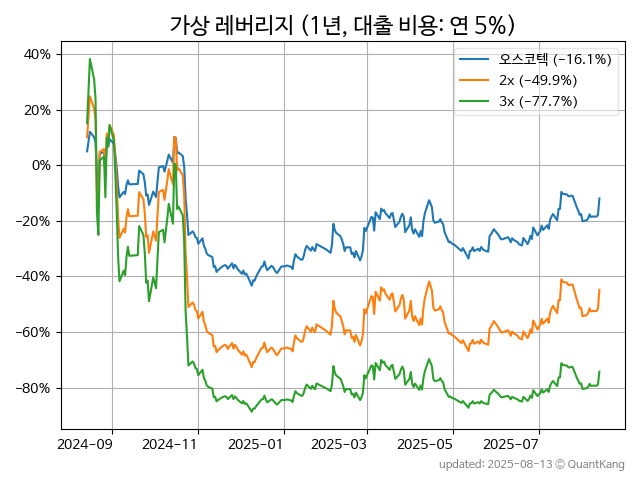 가상 레버리지 (1년, 대출 비용: 연 5%)
오스코텍 (−16.1%)
2x (−49.9%)
3x (−77.7%)
40%
20%
0%
−20%
−40%
−60%
−80%
2024-09 2024-11 2025-01 2025-03 2025-05 2025-07
updated: 2025-08-13 © QuantKang